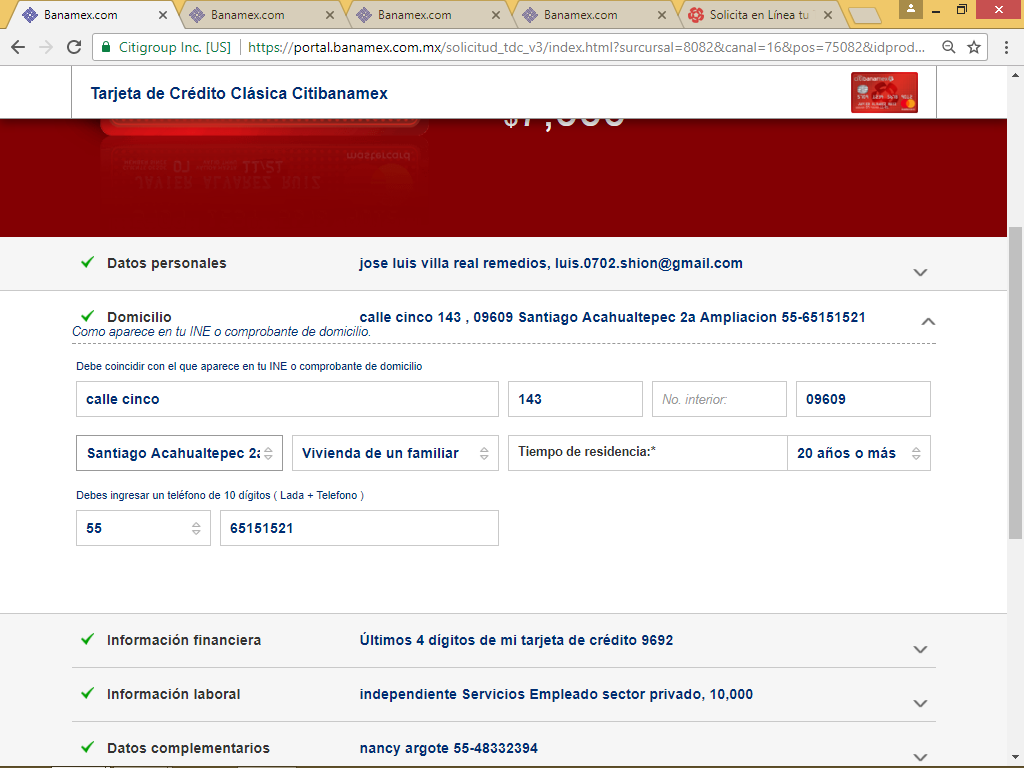 Banamex.com
Banamex.com
Banamex.com
Banamex.com
Solicita en Línea tu
Citigroup Inc. [US]
https://portal.banamex.com.mx/solicitud_tdc_v3/index.html?surcursal=8082&canal=16&pos=75082&idprod...
Tarjeta de Crédito Clásica Citibanamex
citibanamex
mastercard
JAVIER ALVAREZ RUIZ
Datos personales
jose luis villa real remedios, luis.0702.shion@gmail.com
Domicilio
calle cinco 143 , 09609 Santiago Acahualtepec 2a Ampliacion 55-65151521
Como aparece en tu INE o comprobante de domicilio.
Debe coincidir con el que aparece en tu INE o comprobante de domicilio
calle cinco
143
No. interior:
09609
Santiago Acahualtepec 2a
Vivienda de un familiar
Tiempo de residencia:*
20 años o más
Debes ingresar un teléfono de 10 dígitos ( Lada + Telefono )
55
65151521
Información financiera
Últimos 4 dígitos de mi tarjeta de crédito 9692
Información laboral
independiente Servicios Empleado sector privado, 10,000
Datos complementarios
nancy argote 55-48332394